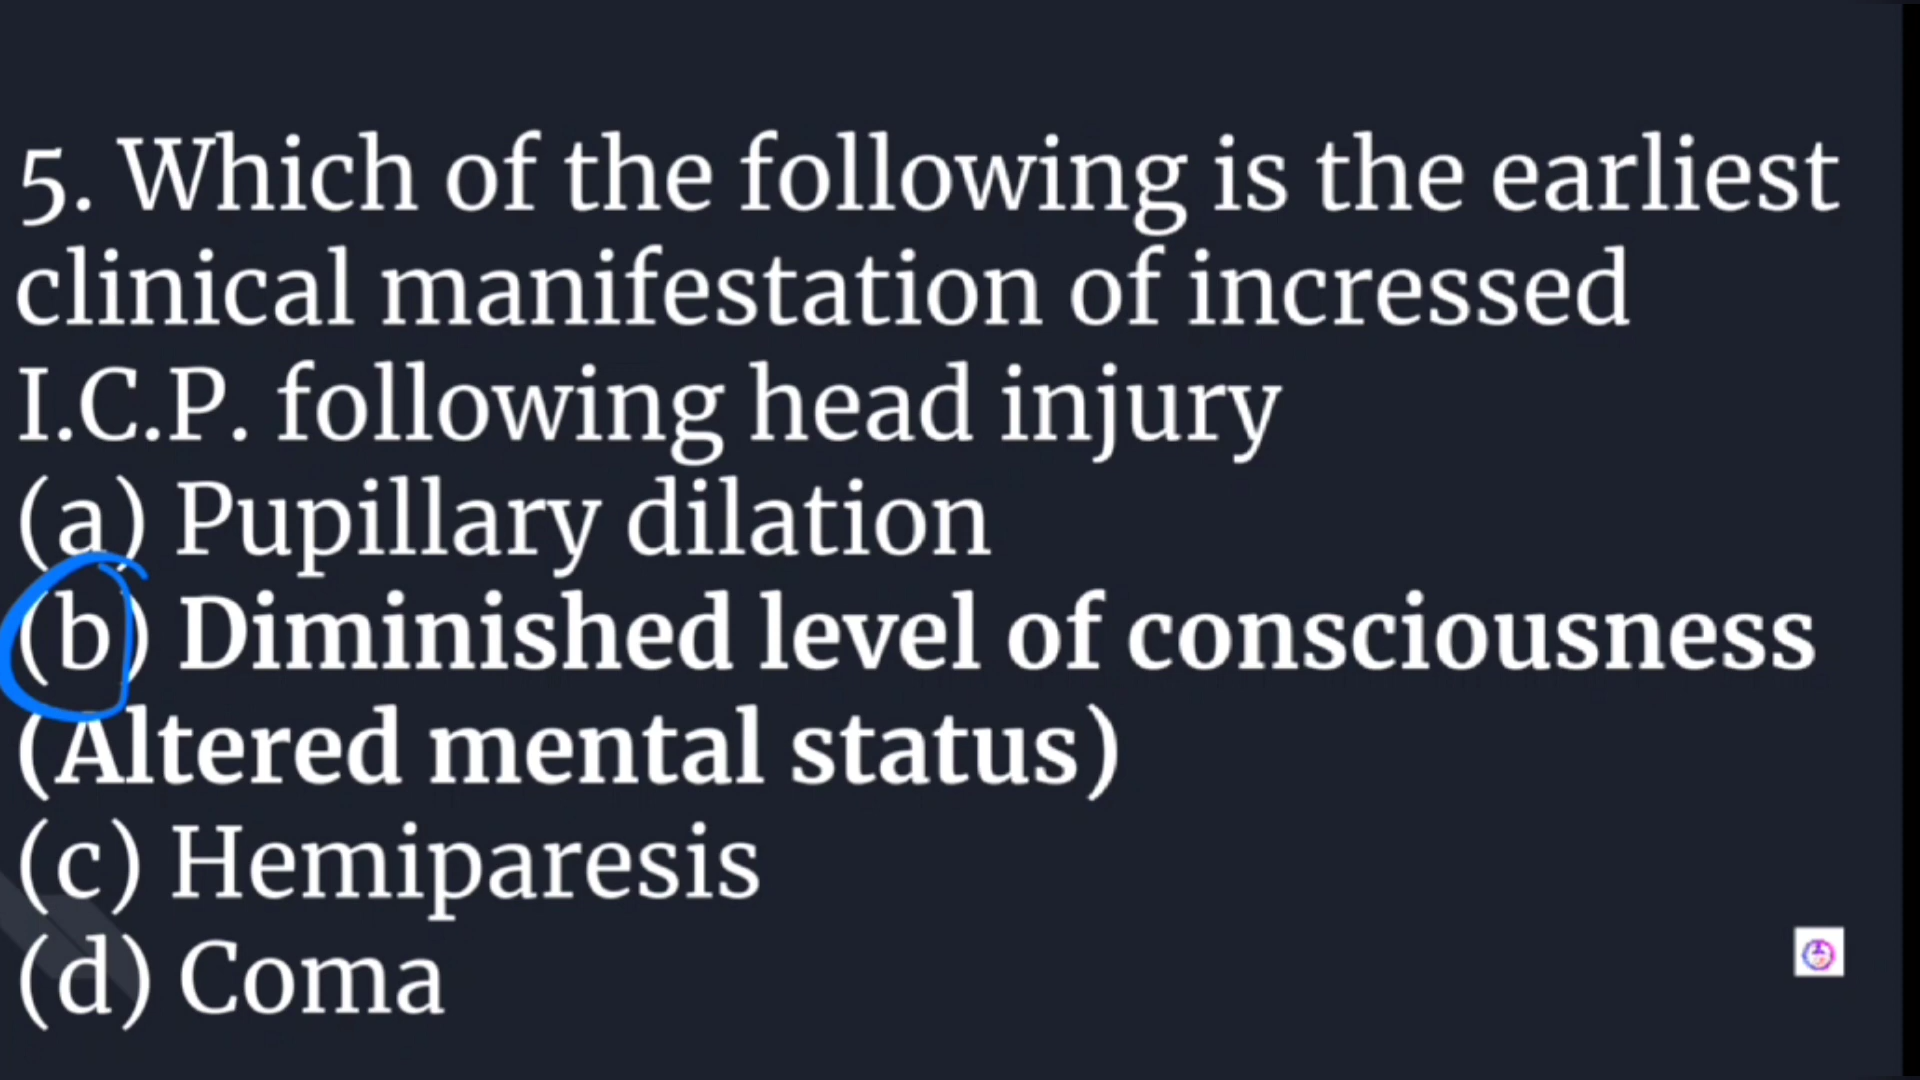 5. Which of the following is the earliest
clinical manifestation of incressed
I.C.P. following head injury
(a) Pupillary dilation
(b) Diminished level of consciousness
(Altered mental status)
(c) Hemiparesis
(d) Coma